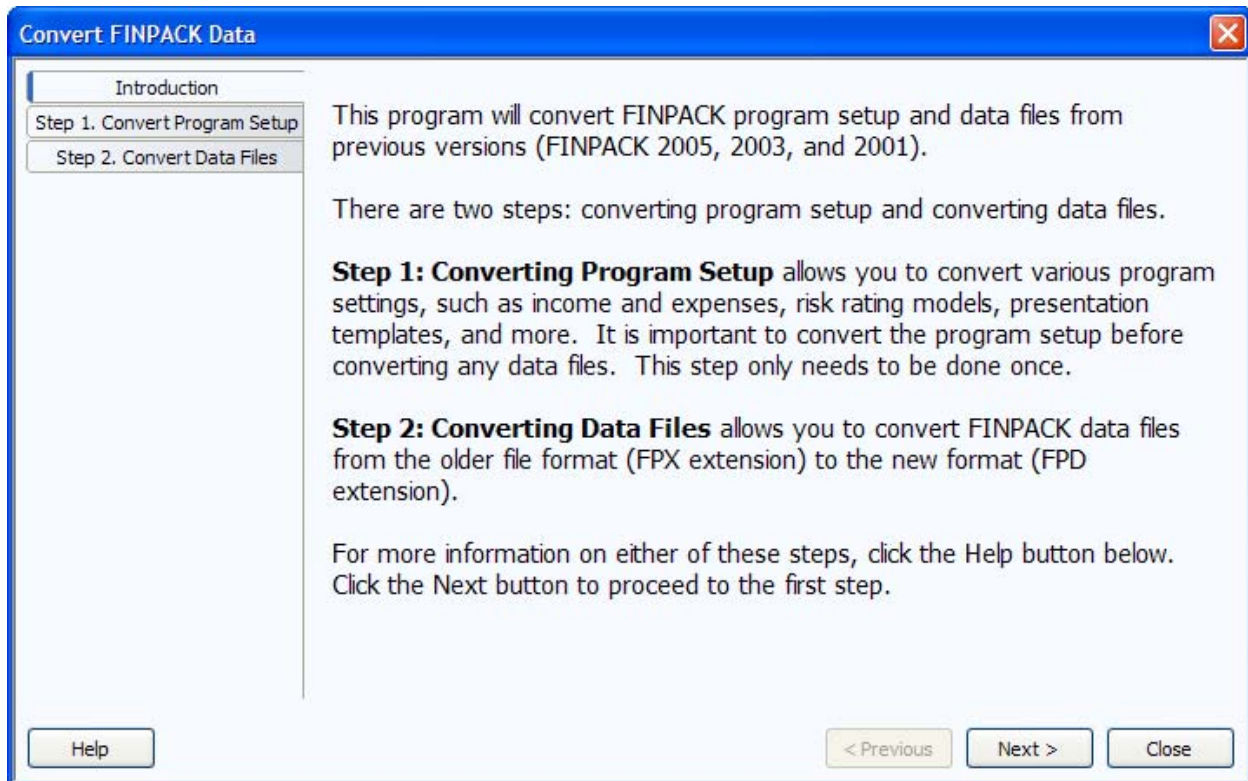 Convert FINPACK Data
Introduction
Step 1. Convert Program Setup
Step 2. Convert Data Files
This program will convert FINPACK program setup and data files from
previous versions (FINPACK 2005, 2003, and 2001).
There are two steps: converting program setup and converting data files.
Step 1: Converting Program Setup allows you to convert various program
settings, such as income and expenses, risk rating models, presentation
templates, and more.  It is important to convert the program setup before
converting any data files.  This step only needs to be done once.
Step 2: Converting Data Files allows you to convert FINPACK data files
from the older file format (FPX extension) to the new format (FPD
extension).
For more information on either of these steps, click the Help button below.
Click the Next button to proceed to the first step.
Help
< Previous
Next >
Close